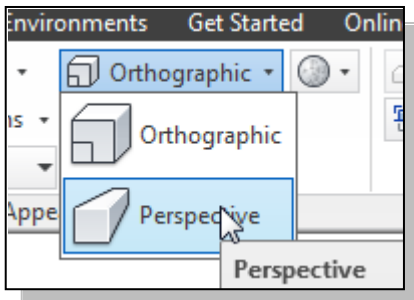 Environments Get Started Onlin
Orthographic
ns
Orthographic
Appe
Perspective
Perspective